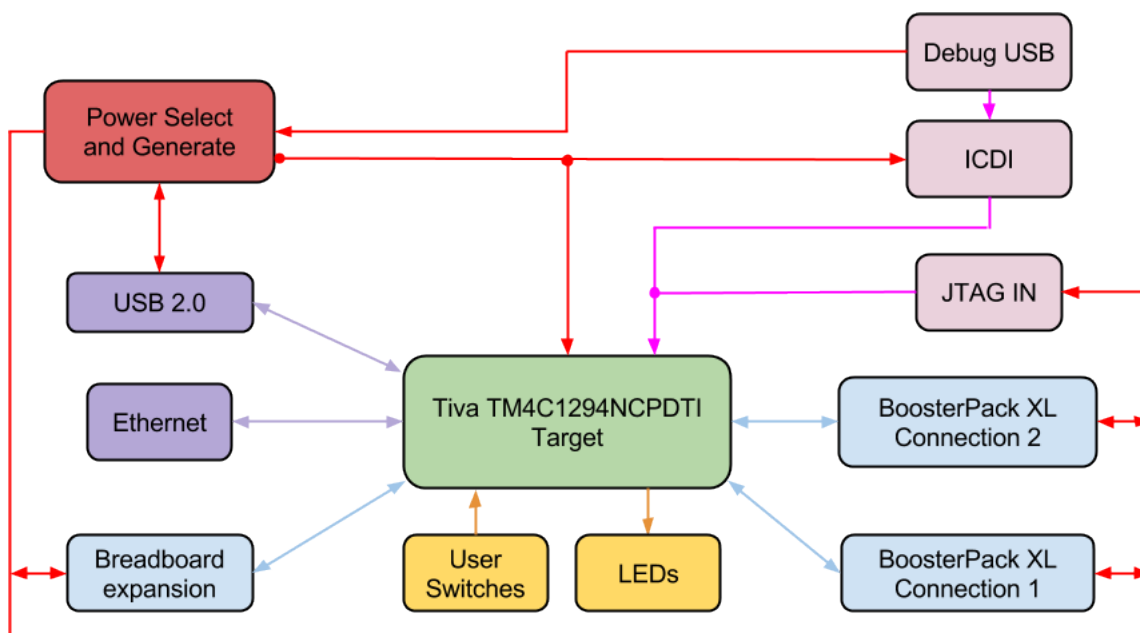 Debug USB
Power Select
and Generate
ICDI
USB 2.0
JTAG IN
Ethernet
Tiva TM4C1294NCPDTI
Target
BoosterPack XL
Connection 2
Breadboard
expansion
User
Switches
LEDs
BoosterPack XL
Connection 1